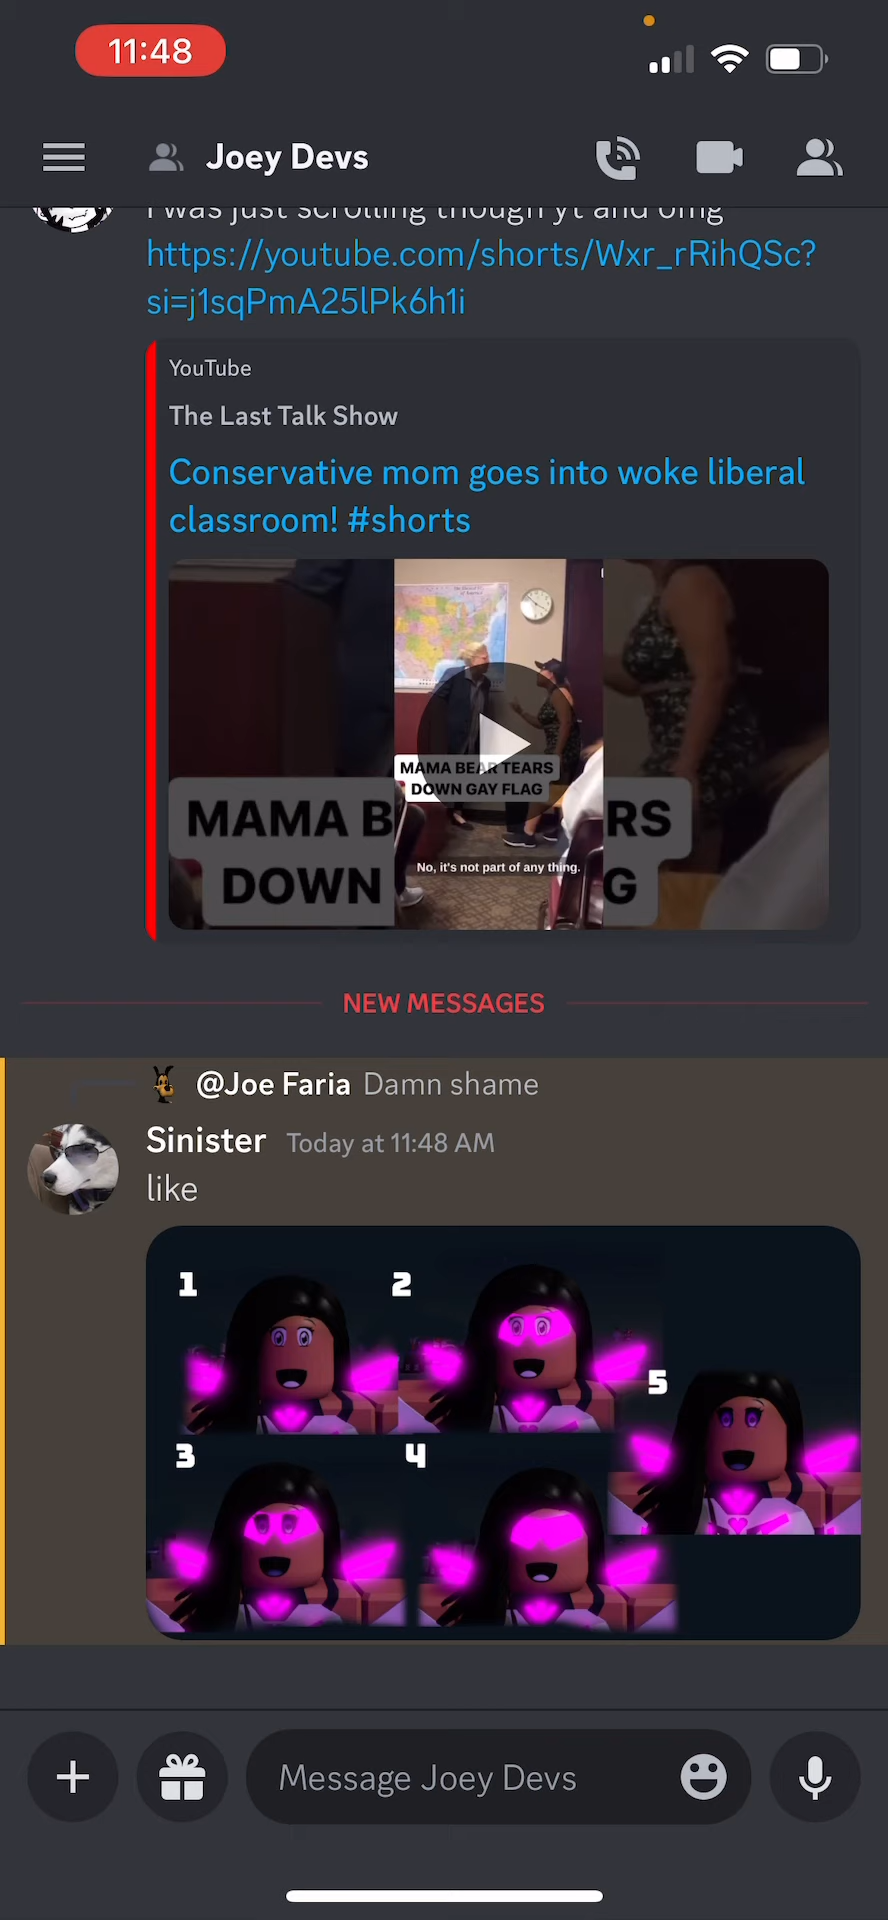 11:48
Joey Devs
I was just scrolling though yt and omg
https://youtube.com/shorts/Wxr_rRihQSc?
si=j1sqPmA25lPk6h1i
YouTube
The Last Talk Show
Conservative mom goes into woke liberal
classroom! #shorts
MAMA BEAR TEARS
DOWN GAY FLAG
MAMA B
RS
DOWN
G
No, it's not part of any thing.
NEW MESSAGES
@Joe Faria Damn shame
Sinister Today at 11:48 AM
like
1
2
5
3
4
Message Joey Devs